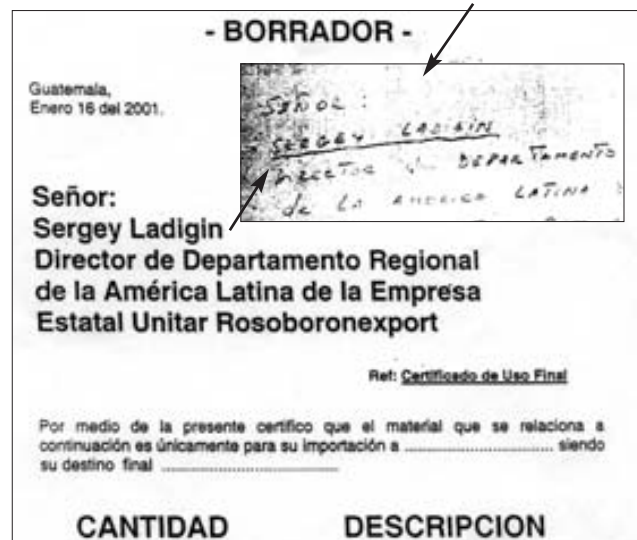 - BORRADOR -
Guatemala,
Enero 16 del 2001.
SEÑOR :
SERGEY LADIGIN
DIRECTOR DEPARTAMENTO
de LA AMERICA LATINA
Señor:
Sergey Ladigin
Director de Departamento Regional
de la América Latina de la Empresa
Estatal Unitar Rosoboronexport
Ref: Certificado de Uso Final
Por medio de la presente certifico que el material que se relaciona a
continuación es únicamente para su importación a .................................... siendo
su destino final ...........................................
CANTIDAD DESCRIPCION